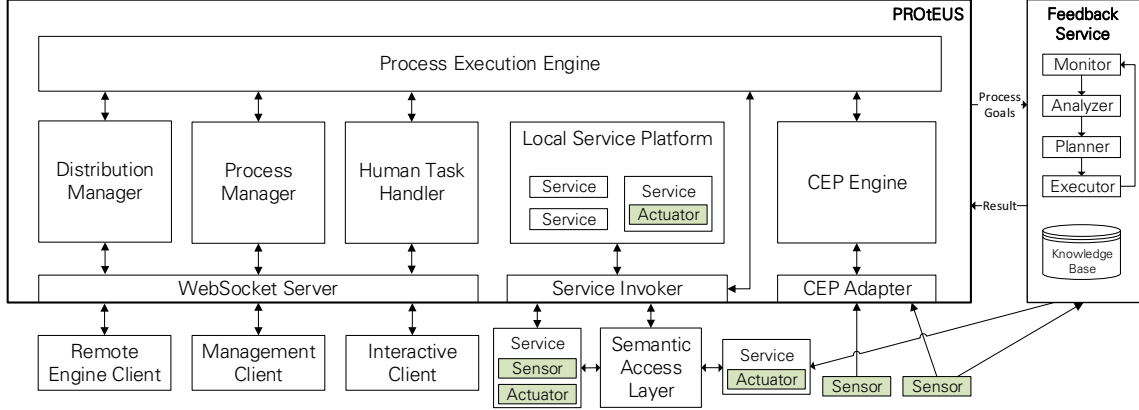 PROtEUS
Feedback
Service
Process Execution Engine
Monitor
Analyzer
Planner
Executor
Process
Goals
Result
Knowledge
Base
Distribution
Manager
Process
Manager
Human Task
Handler
Local Service Platform
Service
Service
Service
Actuator
CEP Engine
WebSocket Server
Service Invoker
CEP Adapter
Remote
Engine Client
Management
Client
Interactive
Client
Service
Sensor
Actuator
Semantic
Access
Layer
Service
Actuator
Sensor
Sensor